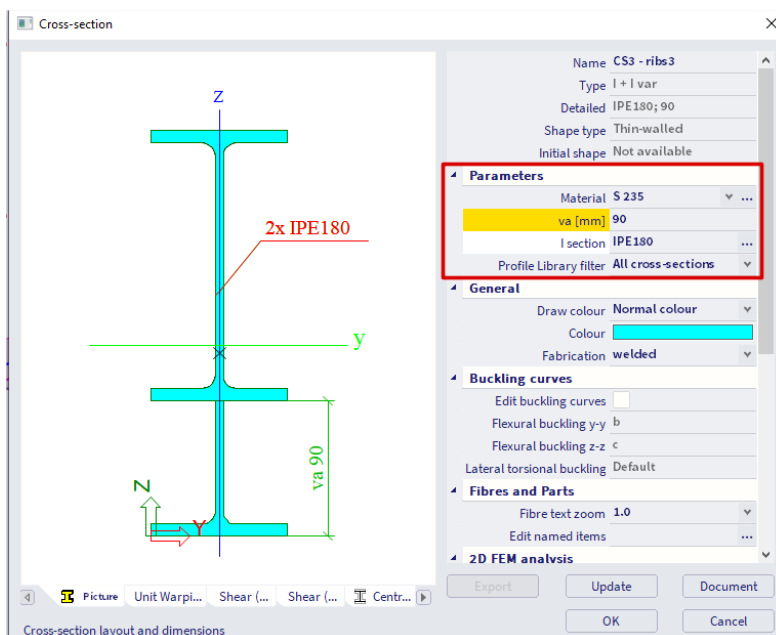 Cross-section
z
2x IPE180
y
va 90
Z
Y
Name CS3 - ribs3
Type I + I var
Detailed IPE180; 90
Shape type Thin-walled
Initial shape Not available
Parameters
Material S 235 ...
va [mm] 90
I section IPE180 ...
Profile Library filter All cross-sections
General
Draw colour Normal colour
Colour
Fabrication welded
Buckling curves
Edit buckling curves
Flexural buckling y-y b
Flexural buckling z-z c
Lateral torsional buckling Default
Fibres and Parts
Fibre text zoom 1.0
Edit named items ...
2D FEM analysis
Picture Unit Warpi... Shear (... Shear (... Centr...
Export Update Document
Cross-section layout and dimensions
OK Cancel